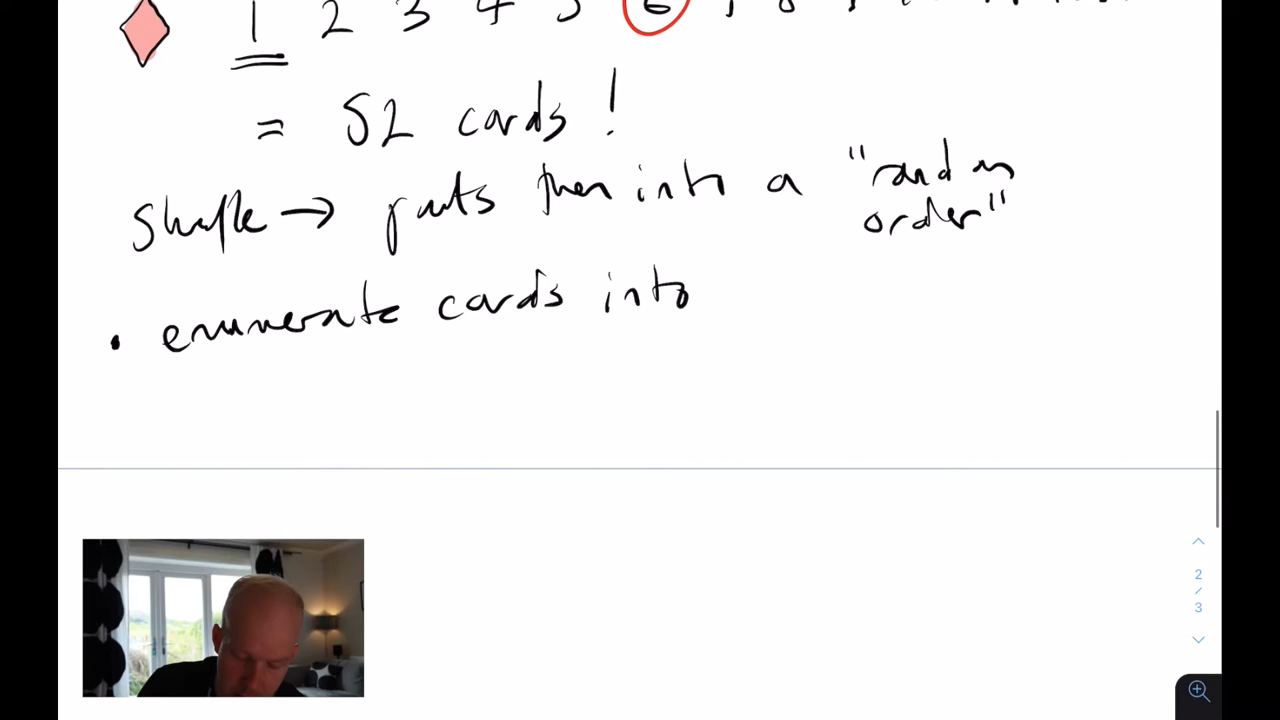 1 2 3 4 5 6
= 52 cards !
Shuffle → puts them into a "random
order"
• enumerate cards into
2
/
3